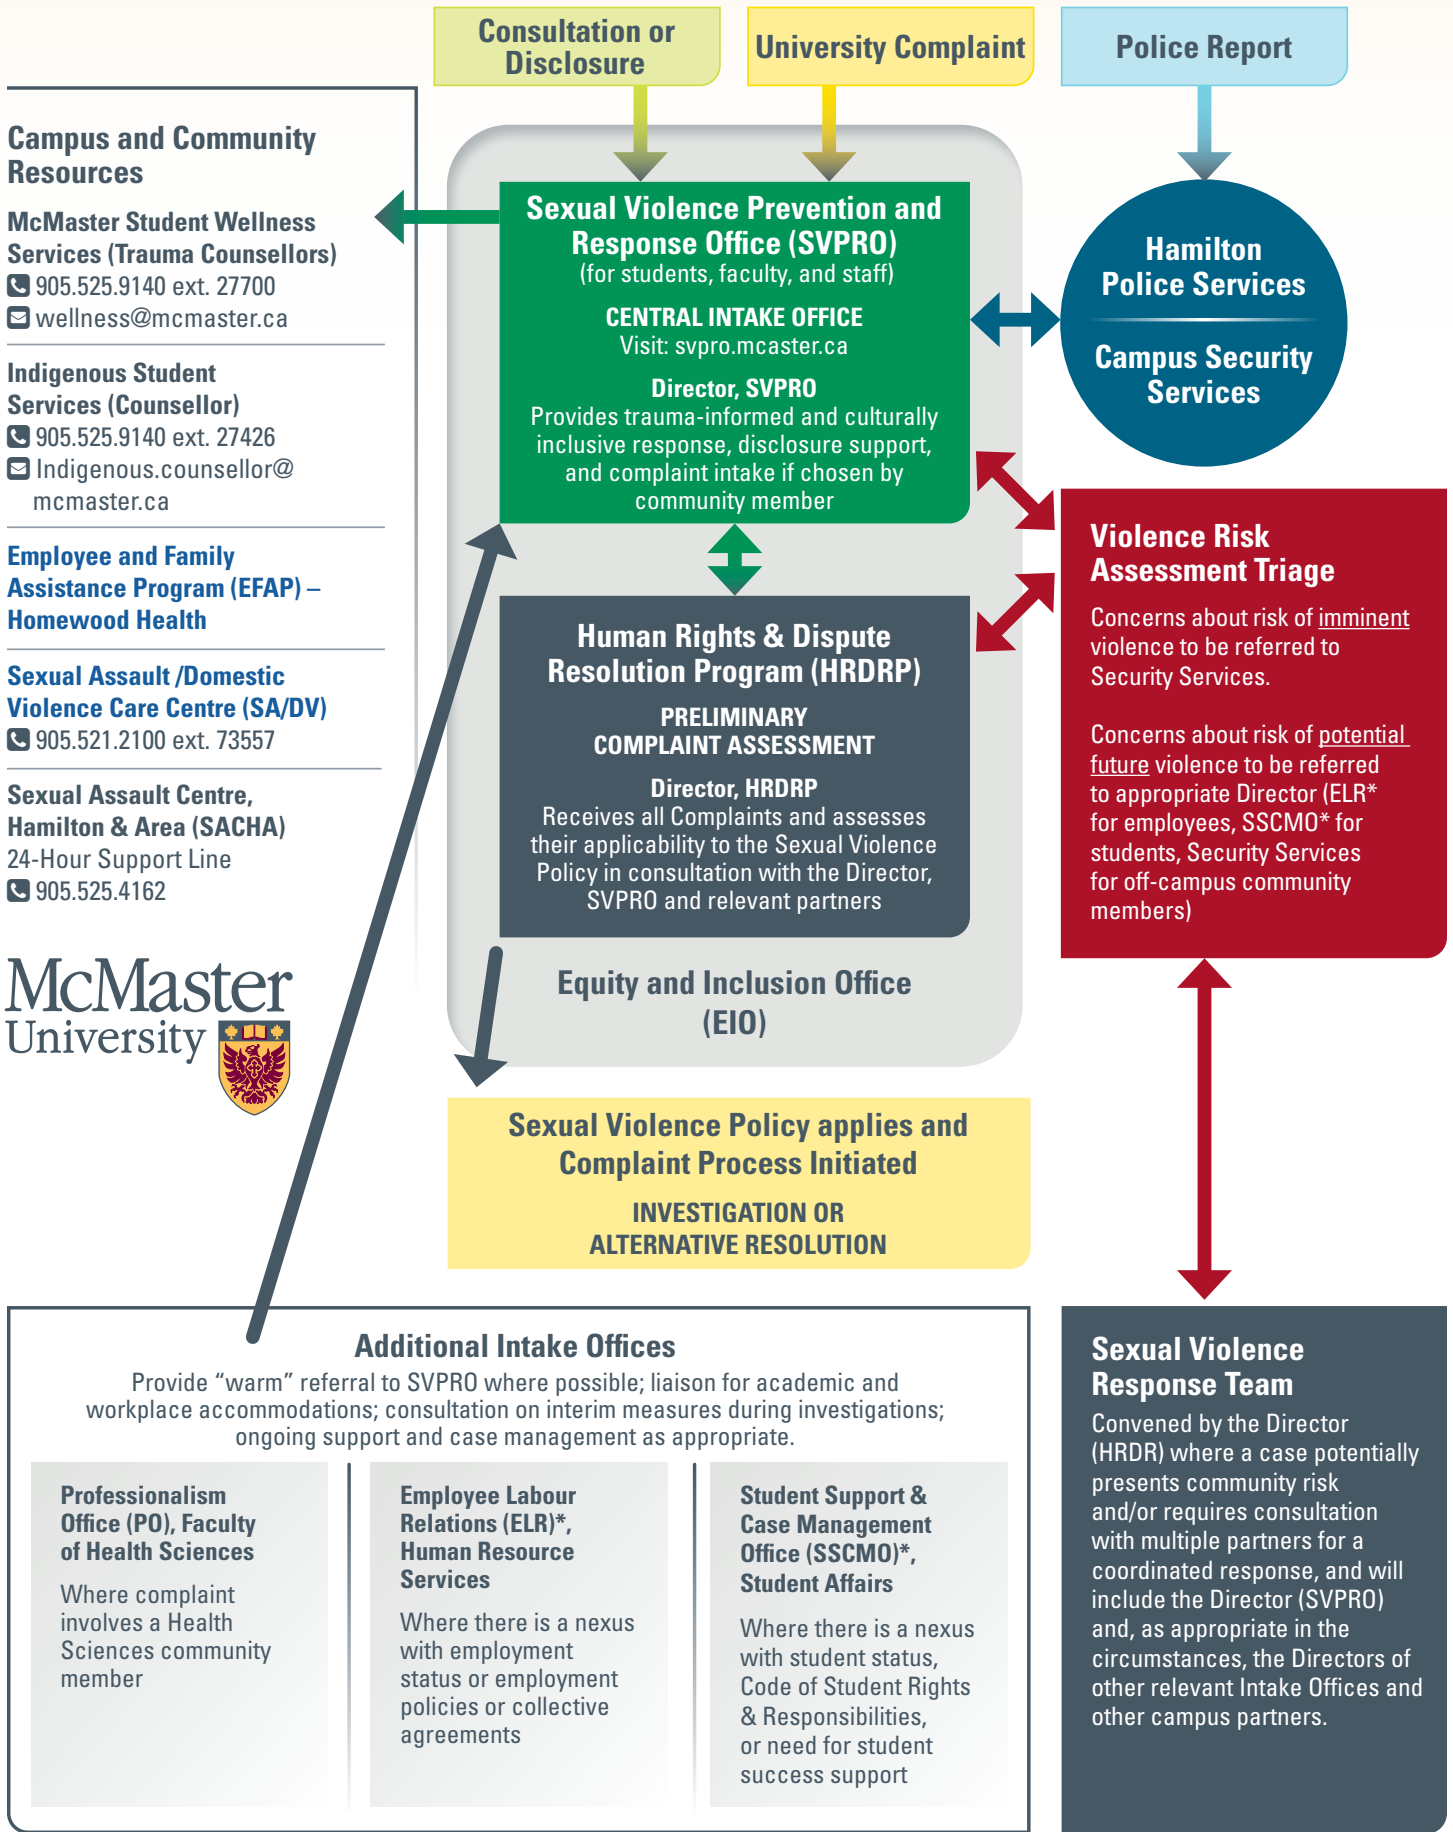 Consultation or
Disclosure
University Complaint
Police Report
Campus and Community
Resources
McMaster Student Wellness
Services (Trauma Counsellors)
905.525.9140 ext. 27700
wellness@mcmaster.ca
Indigenous Student
Services (Counsellor)
905.525.9140 ext. 27426
Indigenous.counsellor@
mcmaster.ca
Employee and Family
Assistance Program (EFAP) –
Homewood Health
Sexual Assault /Domestic
Violence Care Centre (SA/DV)
905.521.2100 ext. 73557
Sexual Assault Centre,
Hamilton & Area (SACHA)
24-Hour Support Line
905.525.4162
McMaster
University
Sexual Violence Prevention and
Response Office (SVPRO)
(for students, faculty, and staff)
CENTRAL INTAKE OFFICE
Visit: svpro.mcaster.ca
Director, SVPRO
Provides trauma-informed and culturally
inclusive response, disclosure support,
and complaint intake if chosen by
community member
Human Rights & Dispute
Resolution Program (HRDRP)
PRELIMINARY
COMPLAINT ASSESSMENT
Director, HRDRP
Receives all Complaints and assesses
their applicability to the Sexual Violence
Policy in consultation with the Director,
SVPRO and relevant partners
Equity and Inclusion Office
(EIO)
Hamilton
Police Services
Campus Security
Services
Violence Risk
Assessment Triage
Concerns about risk of imminent
violence to be referred to
Security Services.
Concerns about risk of potential
future violence to be referred
to appropriate Director (ELR*
for employees, SSCMO* for
students, Security Services
for off-campus community
members)
Sexual Violence Policy applies and
Complaint Process Initiated
INVESTIGATION OR
ALTERNATIVE RESOLUTION
Additional Intake Offices
Provide “warm” referral to SVPRO where possible; liaison for academic and
workplace accommodations; consultation on interim measures during investigations;
ongoing support and case management as appropriate.
Professionalism
Office (PO), Faculty
of Health Sciences
Where complaint
involves a Health
Sciences community
member
Employee Labour
Relations (ELR)*,
Human Resource
Services
Where there is a nexus
with employment
status or employment
policies or collective
agreements
Student Support &
Case Management
Office (SSCMO)*,
Student Affairs
Where there is a nexus
with student status,
Code of Student Rights
& Responsibilities,
or need for student
success support
Sexual Violence
Response Team
Convened by the Director
(HRDR) where a case potentially
presents community risk
and/or requires consultation
with multiple partners for a
coordinated response, and will
include the Director (SVPRO)
and, as appropriate in the
circumstances, the Directors of
other relevant Intake Offices and
other campus partners.